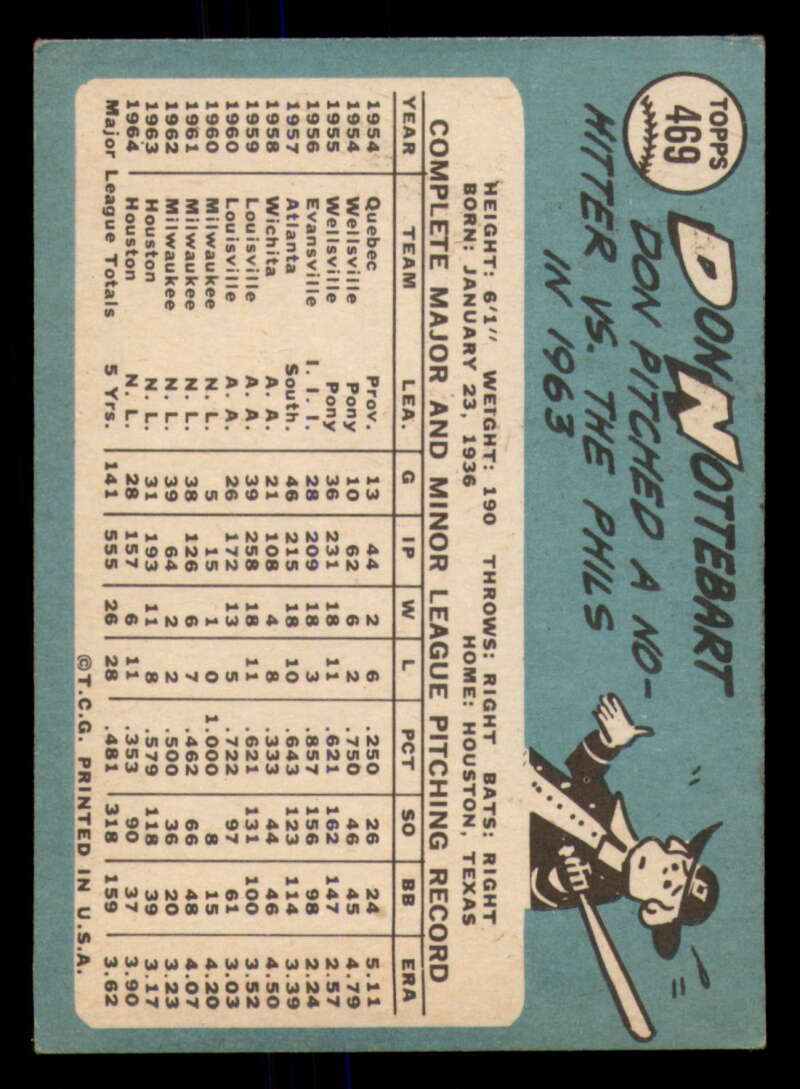 TOPPS
469
DON NOTTEBART
DON PITCHED A NO-
HITTER VS. THE PHILS
IN 1963
HEIGHT: 6'1" WEIGHT: 190 THROWS: RIGHT BATS: RIGHT
BORN: JANUARY 23, 1936 HOME: HOUSTON, TEXAS
COMPLETE MAJOR AND MINOR LEAGUE PITCHING RECORD
YEAR TEAM LEA. G IP W L PCT SO BB ERA
1954 Quebec Prov. 13 44 2 6 .250 26 24 5.11
1954 Wellsville Pony 10 62 6 2 .750 46 45 4.79
1955 Wellsville Pony 36 231 18 11 .621 162 147 2.57
1956 Evansville I. I. I. 28 209 18 3 .857 156 98 2.24
1957 Atlanta South. 46 215 18 10 .643 123 114 3.39
1958 Wichita A. A. 21 108 4 8 .333 44 46 4.50
1959 Louisville A. A. 39 258 18 11 .621 131 100 3.52
1960 Louisville A. A. 26 172 13 5 .722 97 61 3.03
1960 Milwaukee N. L. 5 15 1 0 1.000 8 15 4.20
1961 Milwaukee N. L. 38 126 6 7 .462 66 48 4.07
1962 Milwaukee N. L. 39 64 2 2 .500 36 20 3.23
1963 Houston N. L. 31 193 11 8 .579 118 39 3.17
1964 Houston N. L. 28 157 6 11 .353 90 37 3.90
Major League Totals 5 Yrs. 141 555 26 28 .481 318 159 3.62
©T.C.G. PRINTED IN U.S.A.